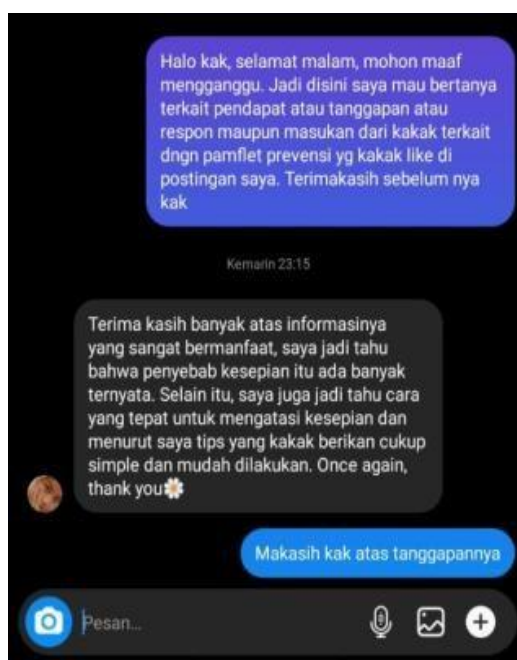 Halo kak, selamat malam, mohon maaf
mengganggu. Jadi disini saya mau bertanya
terkait pendapat atau tanggapan atau
respon maupun masukan dari kakak terkait
dngn pamflet prevensi yg kakak like di
postingan saya. Terimakasih sebelum nya
kak
Kemarin 23.15
Terima kasih banyak atas informasinya
yang sangat bermanfaat, saya jadi tahu
bahwa penyebab kesepian itu ada banyak
ternyata. Selain itu, saya juga jadi tahu cara
yang tepat untuk mengatasi kesepian dan
menurut saya tips yang kakak berikan cukup
simple dan mudah dilakukan. Once again,
thank you🌼
Makasih kak atas tanggapannya
Pesan...